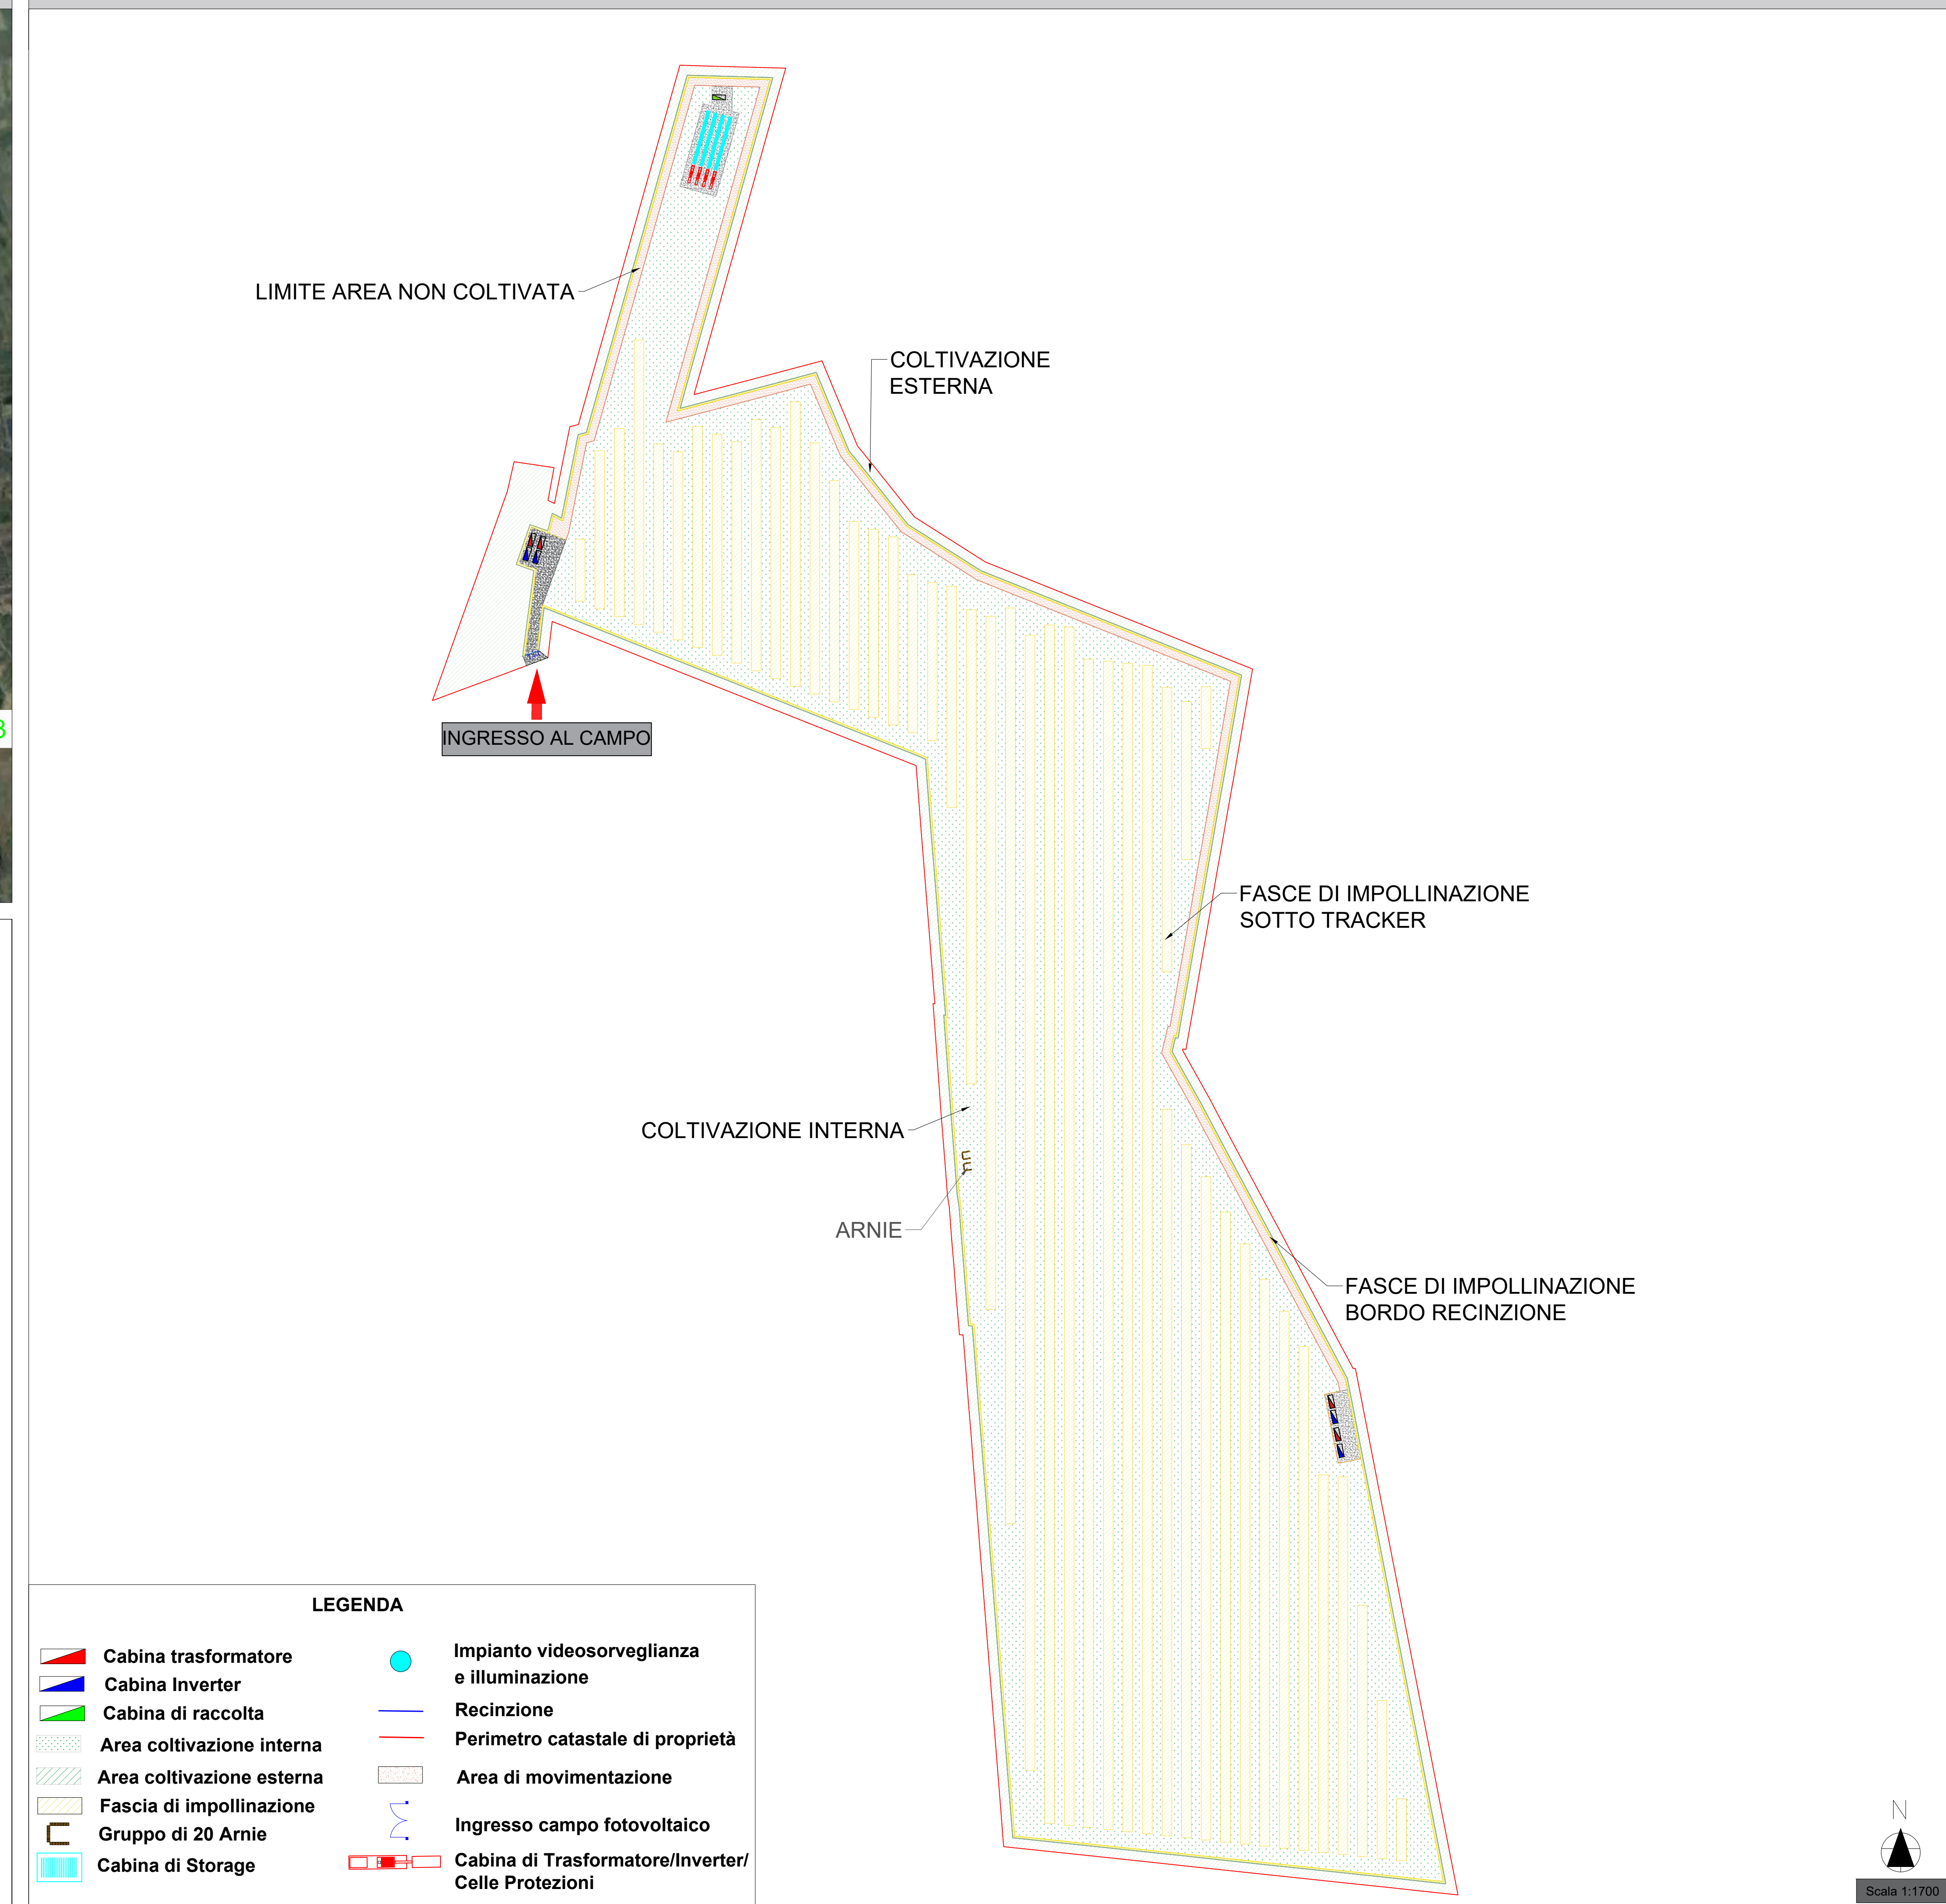 LIMITE AREA NON COLTIVATA
COLTIVAZIONE
ESTERNA
3
INGRESSO AL CAMPO
FASCE DI IMPOLLINAZIONE
SOTTO TRACKER
COLTIVAZIONE INTERNA
ARNIE
FASCE DI IMPOLLINAZIONE
BORDO RECINZIONE
LEGENDA
Cabina trasformatore
Cabina Inverter
Cabina di raccolta
Area coltivazione interna
Area coltivazione esterna
Fascia di impollinazione
Gruppo di 20 Arnie
Cabina di Storage
Impianto videosorveglianza
e illuminazione
Recinzione
Perimetro catastale di proprietà
Area di movimentazione
Ingresso campo fotovoltaico
Cabina di Trasformatore/Inverter/
Celle Protezioni
N
Scala 1:1700